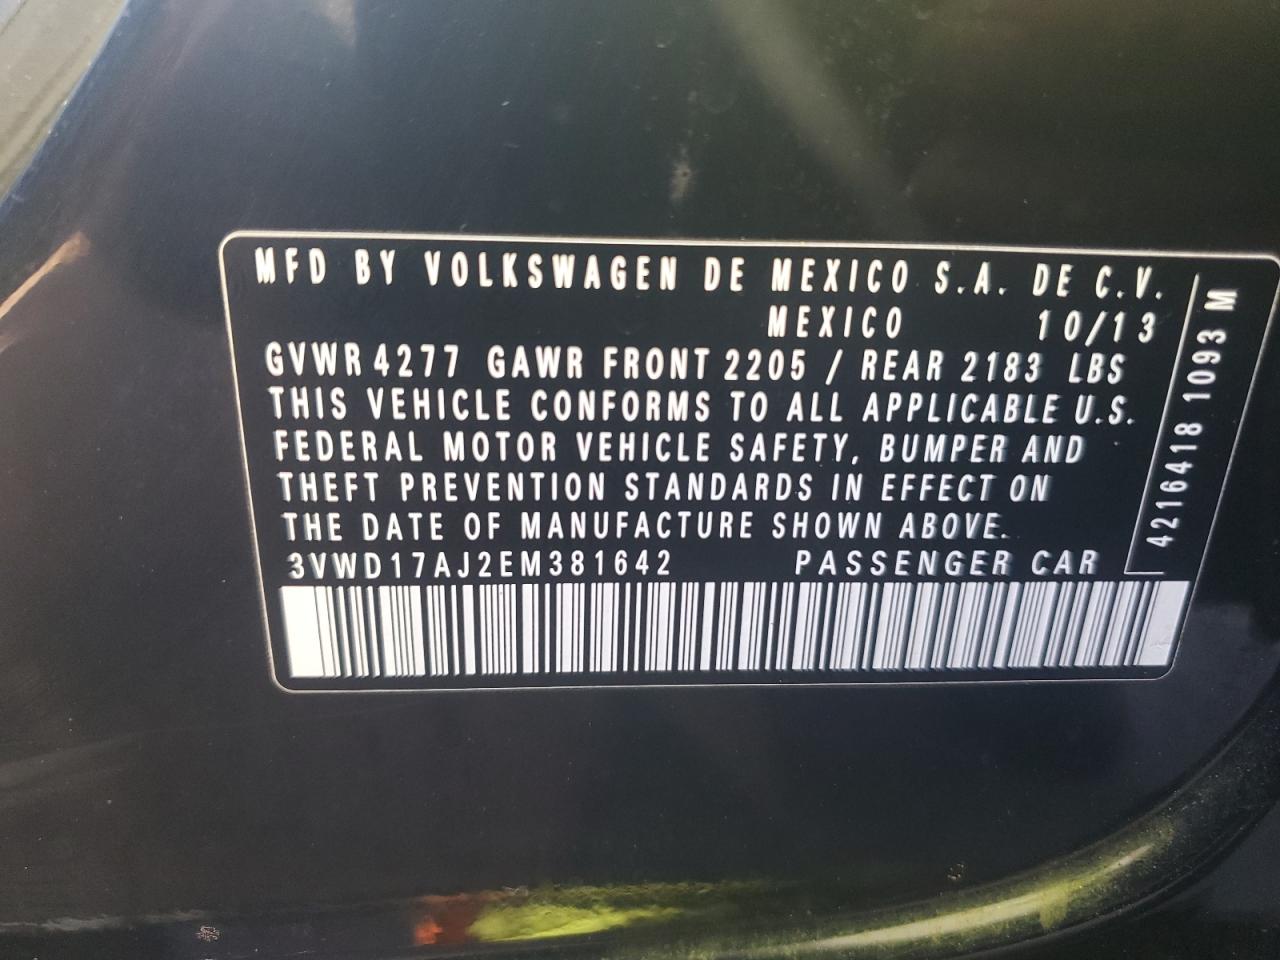 MFD BY VOLKSWAGEN DE MEXICO S.A. DE C.V.
MEXICO 10/13
GVWR 4277 GAWR FRONT 2205 / REAR 2183 LBS
THIS VEHICLE CONFORMS TO ALL APPLICABLE U.S.
FEDERAL MOTOR VEHICLE SAFETY, BUMPER AND
THEFT PREVENTION STANDARDS IN EFFECT ON
THE DATE OF MANUFACTURE SHOWN ABOVE.
3VWD17AJ2EM381642 PASSENGER CAR
4216418 1093 M